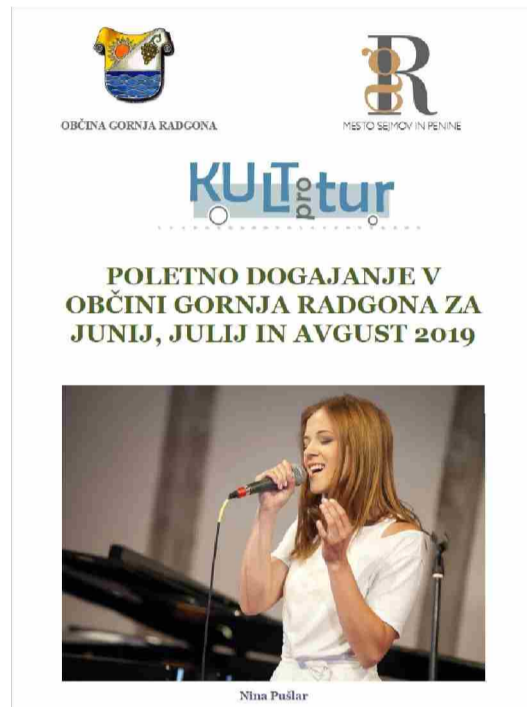 OBČINA GORNJA RADGONA
gR
MESTO SEJMOV IN PENINE
KULTprotur
POLETNO DOGAJANJE V
OBČINI GORNJA RADGONA ZA
JUNIJ, JULIJ IN AVGUST 2019
Nina Pušlar